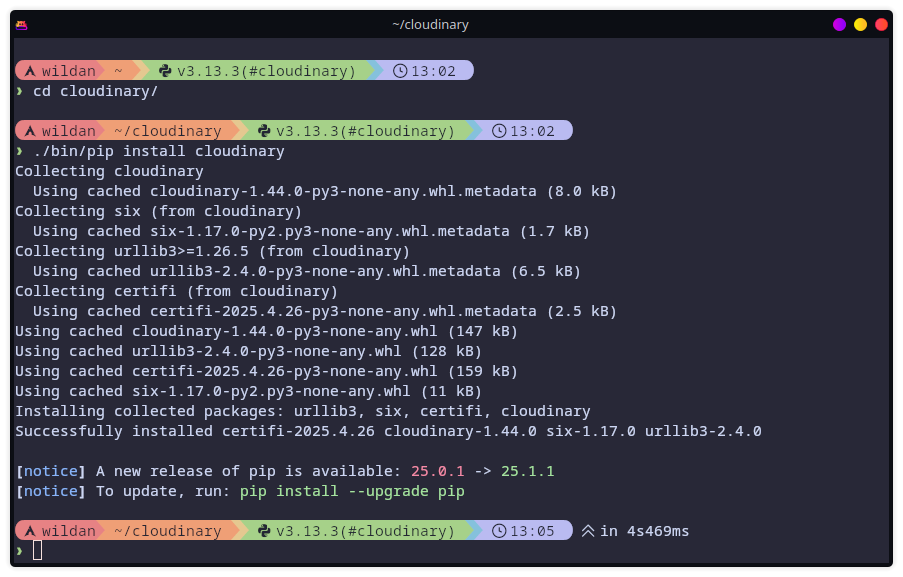 ~/cloudinary
wildan ~ v3.13.3(#cloudinary) 13:02
❯ cd cloudinary/
wildan ~/cloudinary v3.13.3(#cloudinary) 13:02
❯ ./bin/pip install cloudinary
Collecting cloudinary
  Using cached cloudinary-1.44.0-py3-none-any.whl.metadata (8.0 kB)
Collecting six (from cloudinary)
  Using cached six-1.17.0-py2.py3-none-any.whl.metadata (1.7 kB)
Collecting urllib3>=1.26.5 (from cloudinary)
  Using cached urllib3-2.4.0-py3-none-any.whl.metadata (6.5 kB)
Collecting certifi (from cloudinary)
  Using cached certifi-2025.4.26-py3-none-any.whl.metadata (2.5 kB)
Using cached cloudinary-1.44.0-py3-none-any.whl (147 kB)
Using cached urllib3-2.4.0-py3-none-any.whl (128 kB)
Using cached certifi-2025.4.26-py3-none-any.whl (159 kB)
Using cached six-1.17.0-py2.py3-none-any.whl (11 kB)
Installing collected packages: urllib3, six, certifi, cloudinary
Successfully installed certifi-2025.4.26 cloudinary-1.44.0 six-1.17.0 urllib3-2.4.0
[notice] A new release of pip is available: 25.0.1 -> 25.1.1
[notice] To update, run: pip install --upgrade pip
wildan ~/cloudinary v3.13.3(#cloudinary) 13:05 in 4s469ms
❯